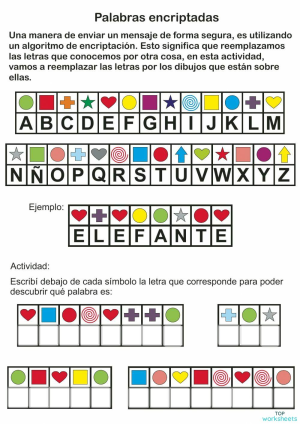 Palabras encriptadas
Una manera de enviar un mensaje de forma segura, es utilizando
un algoritmo de encriptación. Esto significa que reemplazamos
las letras que conocemos por otra cosa, en esta actividad,
vamos a reemplazar las letras por los dibujos que están sobre
ellas.
A B C D E F G H I J K L M
N Ñ O P Q R S T U V W X Y Z
Ejemplo:
E L E F A N T E
Actividad:
Escribí debajo de cada símbolo la letra que corresponde para poder
descubrir qué palabra es:
TOP
worksheets